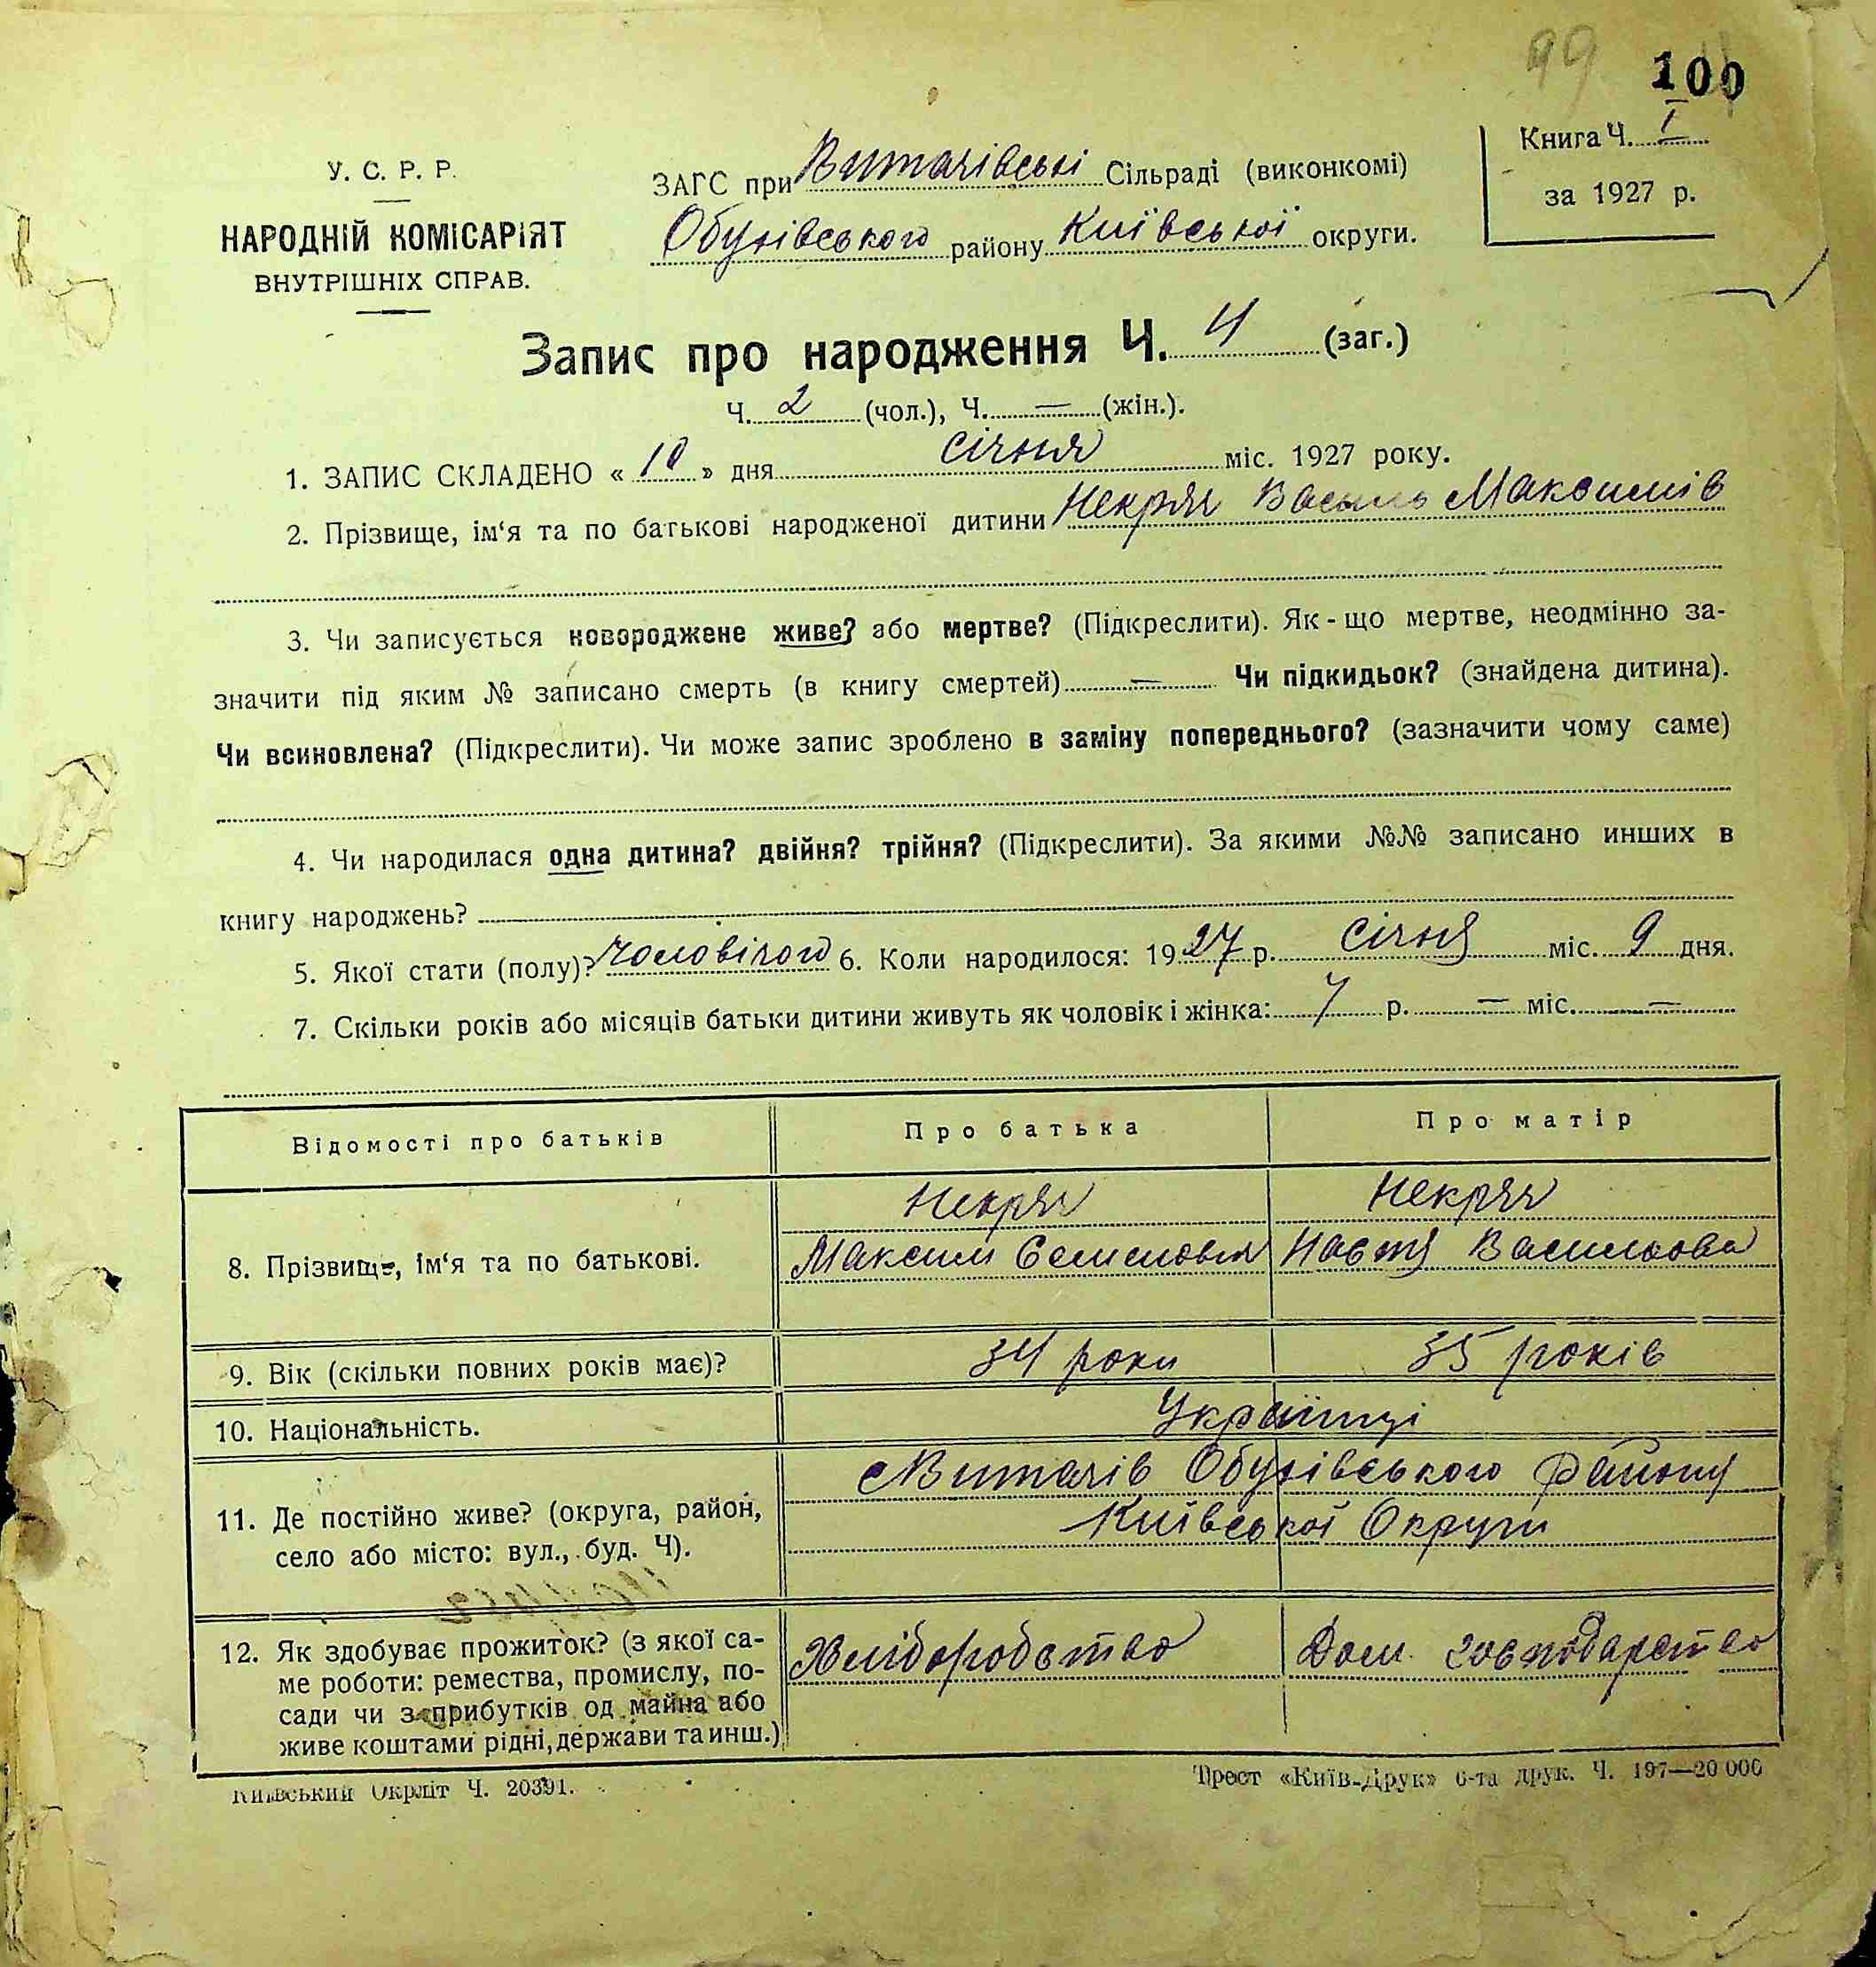 99
100
Книга Ч. I
за 1927 р.
У. С. Р. Р.
НАРОДНІЙ КОМІСАРІЯТ
ВНУТРІШНІХ СПРАВ.
ЗАГС при Витачівські Сільраді (виконкомі)
Обухівського району Київської округи.
Запис про народження Ч. 4 (заг.)
Ч. 2 (чол.), Ч. — (жін.).
1. ЗАПИС СКЛАДЕНО « 10 » дня січня міс. 1927 року.
2. Прізвище, ім‘я та по батькові народженої дитини Некряч Василь Максимів
3. Чи записується новороджене живе? або мертве? (Підкреслити). Як - що мертве, неодмінно за-
значити під яким № записано смерть (в книгу смертей) — Чи підкидьок? (знайдена дитина).
Чи всиновлена? (Підкреслити). Чи може запис зроблено в заміну попереднього? (зазначити чому саме)
4. Чи народилася одна дитина? двійня? трійня? (Підкреслити). За якими №№ записано инших в
книгу народжень?
5. Якої стати (полу)? Чоловічого 6. Коли народилося: 1927 р. Січня міс. 9 дня.
7. Скільки років або місяців батьки дитини живуть як чоловік і жінка: 7 р. — міс. —
Відомості про батьків Про батька Про матір
8. Прізвище, ім‘я та по батькові.
Некряч Некряч
Максим Семенович Настя Василькова
9. Вік (скільки повних років має)? 34 роки 35 років
10. Національність. Українці
11. Де постійно живе? (округа, район,
село або місто: вул., буд. Ч).
с Витачів Обухівського Району
Київської Округи
12. Як здобуває прожиток? (з якої са-
ме роботи: ремества, промислу, по-
сади чи з прибутків од майна або
живе коштами рідні, держави та инш.)
Хліборобство Дом. господарство
Київський Окрліт Ч. 20391.
Трест «Київ-Друк» 6-та друк. Ч. 197—20 000